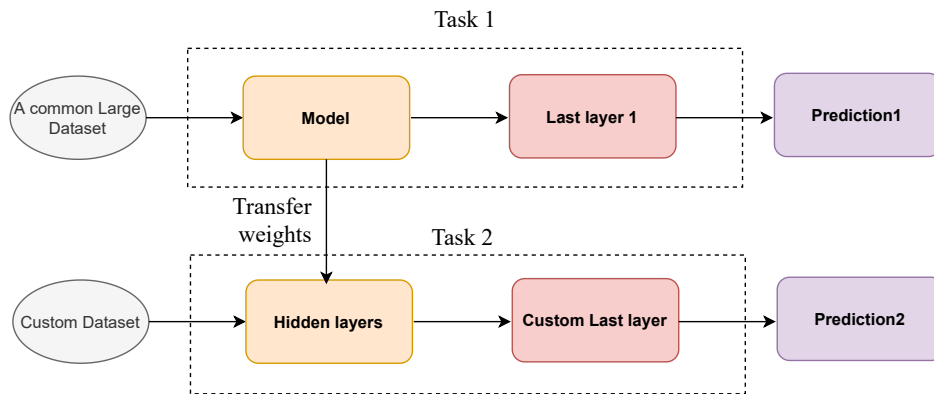 Task 1
A common Large
Dataset
Model
Last layer 1
Prediction1
Transfer
weights
Task 2
Custom Dataset
Hidden layers
Custom Last layer
Prediction2